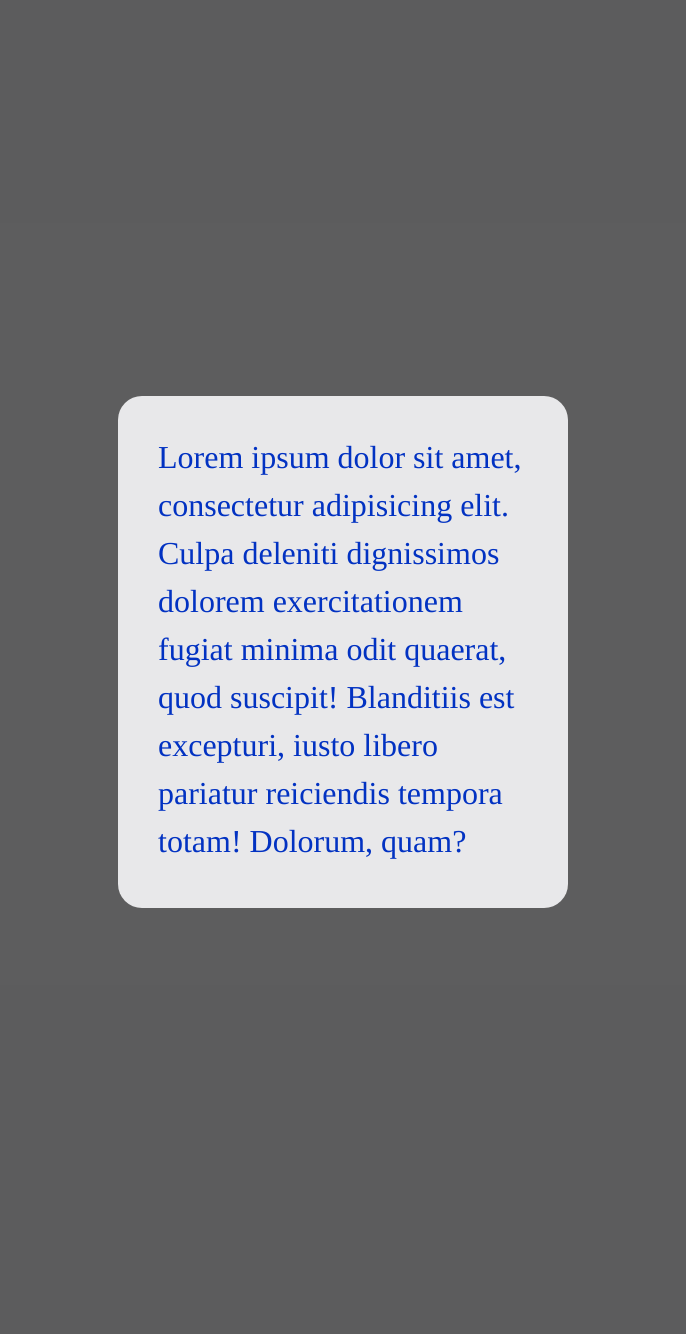 Lorem ipsum dolor sit amet,
consectetur adipisicing elit.
Culpa deleniti dignissimos
dolorem exercitationem
fugiat minima odit quaerat,
quod suscipit! Blanditiis est
excepturi, iusto libero
pariatur reiciendis tempora
totam! Dolorum, quam?